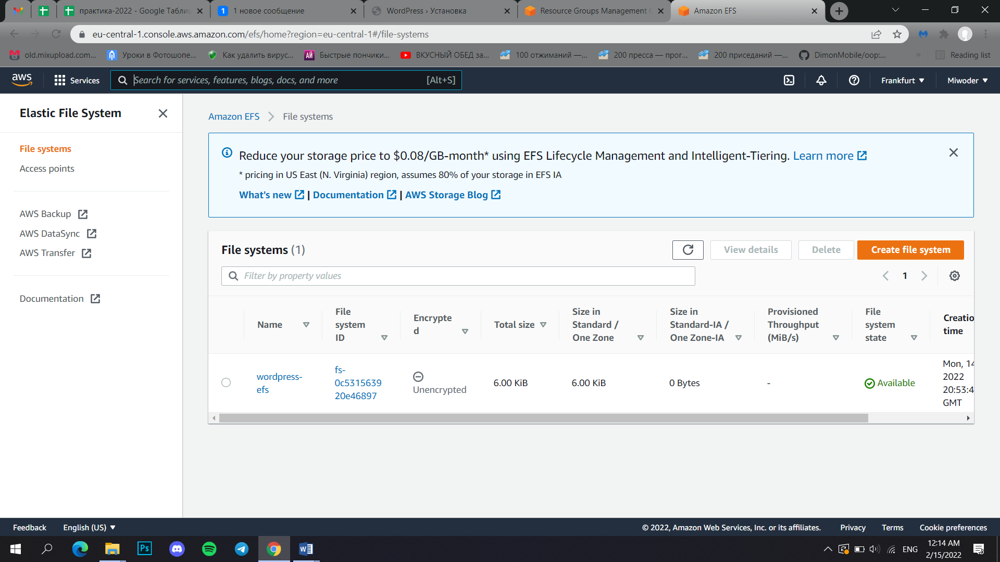 практика-2022 - Google Таблиц
1 новое сообщение
WordPress › Установка
Resource Groups Management C
Amazon EFS
eu-central-1.console.aws.amazon.com/efs/home?region=eu-central-1#/file-systems
old.mixupload.com...
Уроки в Фотошопе...
Как удалить вирус...
Быстрые пончики...
ВКУСНЫЙ ОБЕД за...
100 отжиманий —...
200 пресса — прог...
200 приседаний —...
DimonMobile/oop:...
»
Reading list
aws
Services
Search for services, features, blogs, docs, and more
[Alt+S]
Frankfurt
Miwoder
Elastic File System
File systems
Access points
AWS Backup
AWS DataSync
AWS Transfer
Documentation
Amazon EFS
File systems
Reduce your storage price to $0.08/GB-month* using EFS Lifecycle Management and Intelligent-Tiering. Learn more
* pricing in US East (N. Virginia) region, assumes 80% of your storage in EFS IA
What's new | Documentation | AWS Storage Blog
File systems (1)
View details
Delete
Create file system
Filter by property values
1
Name
File
system
ID
Encrypte
d
Total size
Size in
Standard /
One Zone
Size in
Standard-IA /
One Zone-IA
Provisioned
Throughput
(MiB/s)
File
system
state
Creatio
time
wordpress-
efs
fs-
0c5315639
20e46897
Unencrypted
6.00 KiB
6.00 KiB
0 Bytes
-
Available
Mon, 14
2022
20:53:4
GMT
Feedback
English (US)
© 2022, Amazon Web Services, Inc. or its affiliates.
Privacy
Terms
Cookie preferences
Ps
W
ENG
12:14 AM
2/15/2022